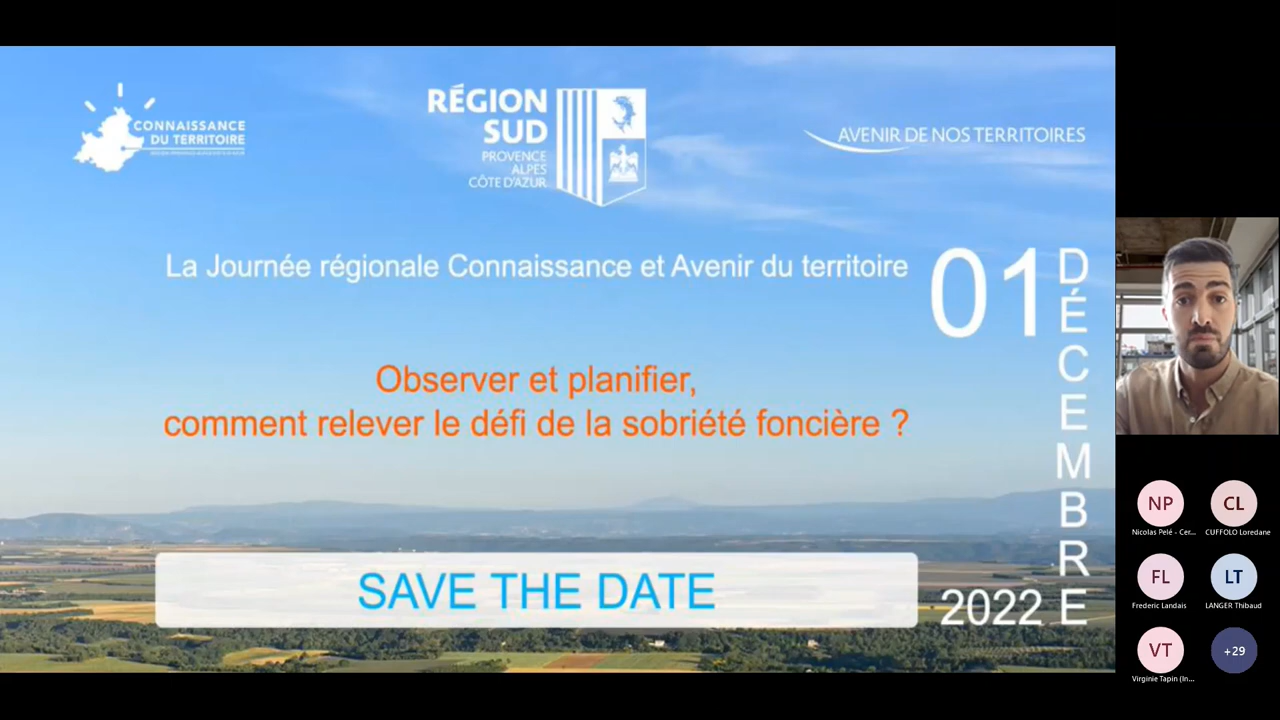 CONNAISSANCE
DU TERRITOIRE
RÉGION
SUD
PROVENCE
ALPES
CÔTE D'AZUR
AVENIR DE NOS TERRITOIRES
La Journée régionale Connaissance et Avenir du territoire
01
DÉCEMBRE
2022
Observer et planifier,
comment relever le défi de la sobriété foncière ?
SAVE THE DATE
NP
Nicolas Pelé - Cer...
CL
CUFFOLO Loredane
FL
Frederic Landais
LT
LANGER Thibaud
VT
Virginie Tapin (In...
+29